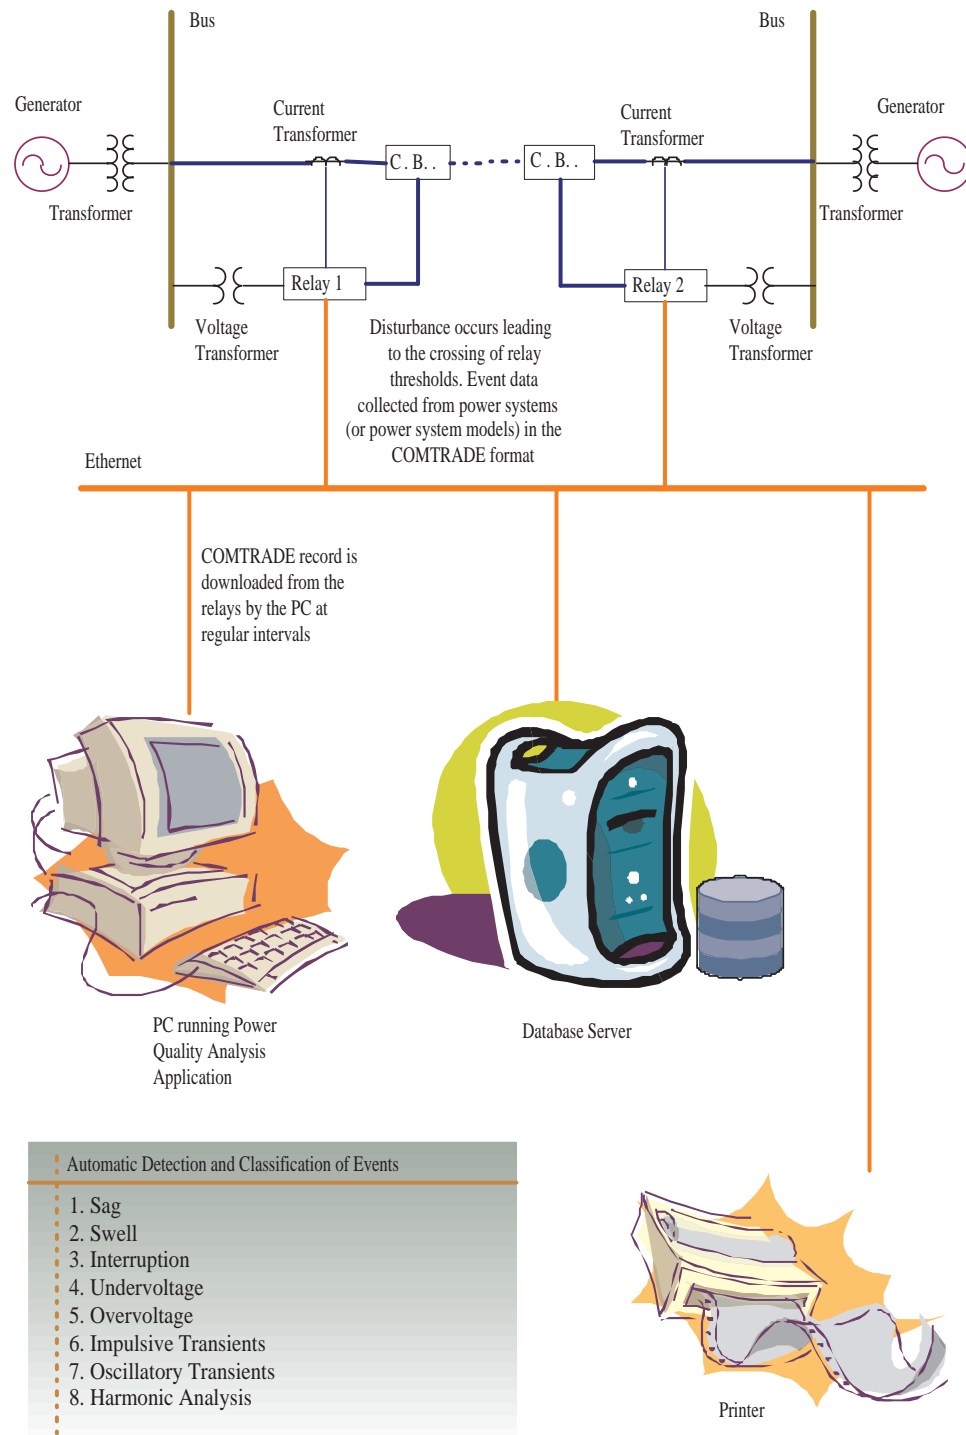 Bus
Bus
Generator
Current
Transformer
Current
Transformer
Generator
C . B . .
C . B . .
Transformer
Transformer
Relay 1
Relay 2
Voltage
Transformer
Disturbance occurs leading
to the crossing of relay
thresholds. Event data
collected from power systems
(or power system models) in the
COMTRADE format
Voltage
Transformer
Ethernet
COMTRADE record is
downloaded from the
relays by the PC at
regular intervals
PC running Power
Quality Analysis
Application
Database Server
Automatic Detection and Classification of Events
1. Sag
2. Swell
3. Interruption
4. Undervoltage
5. Overvoltage
6. Impulsive Transients
7. Oscillatory Transients
8. Harmonic Analysis
Printer